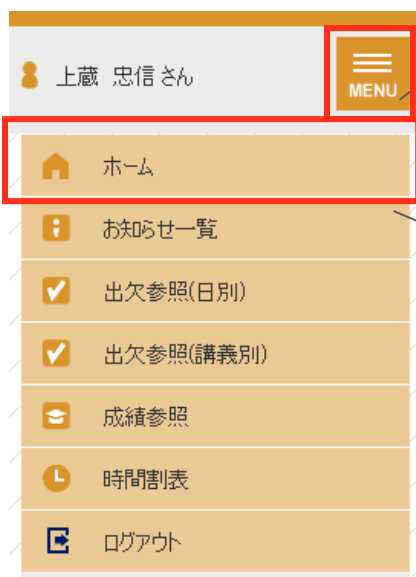 上蔵 忠信さん
MENU
ホーム
お知らせ一覧
出欠参照(日別)
出欠参照(講義別)
成績参照
時間割表
ログアウト